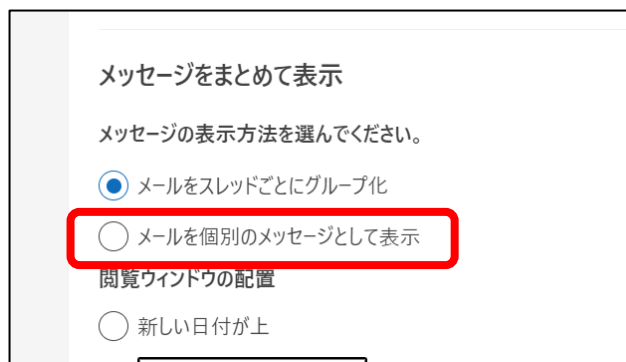 メッセージをまとめて表示
メッセージの表示方法を選んでください。
メールをスレッドごとにグループ化
メールを個別のメッセージとして表示
閲覧ウィンドウの配置
新しい日付が上